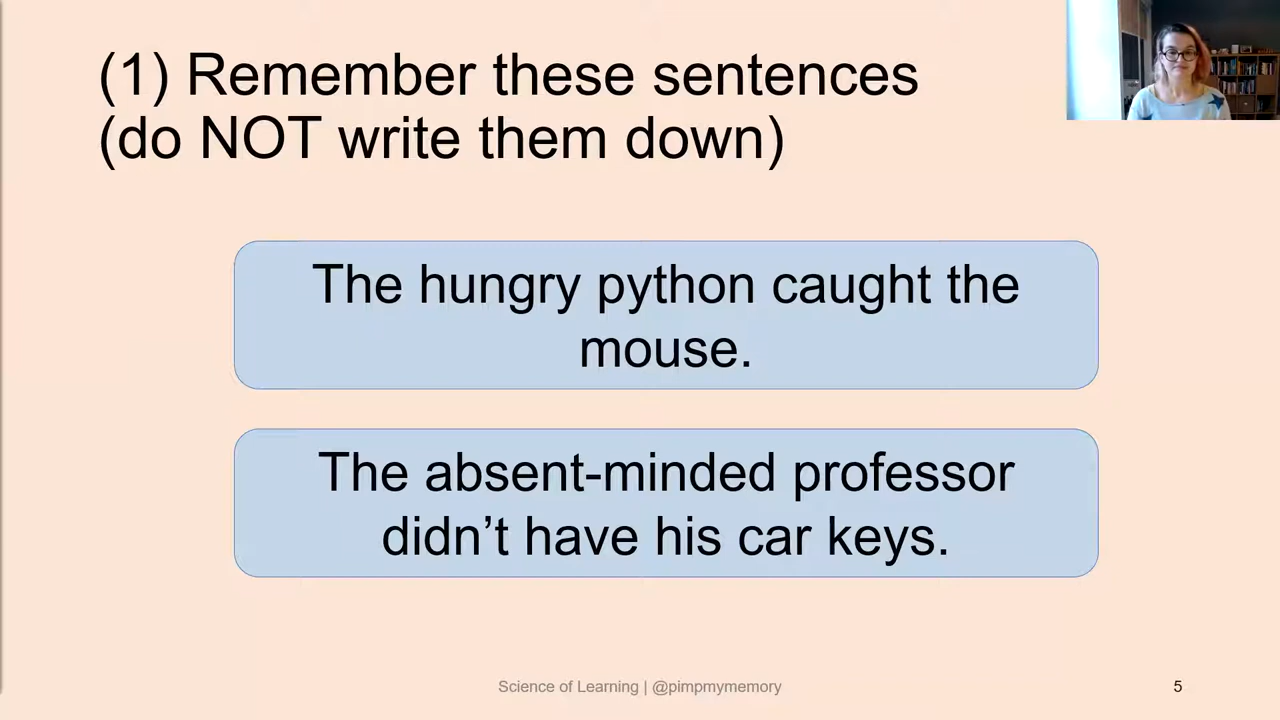 (1) Remember these sentences
(do NOT write them down)
The hungry python caught the
mouse.
The absent-minded professor
didn’t have his car keys.
Science of Learning | @pimpmymemory
5